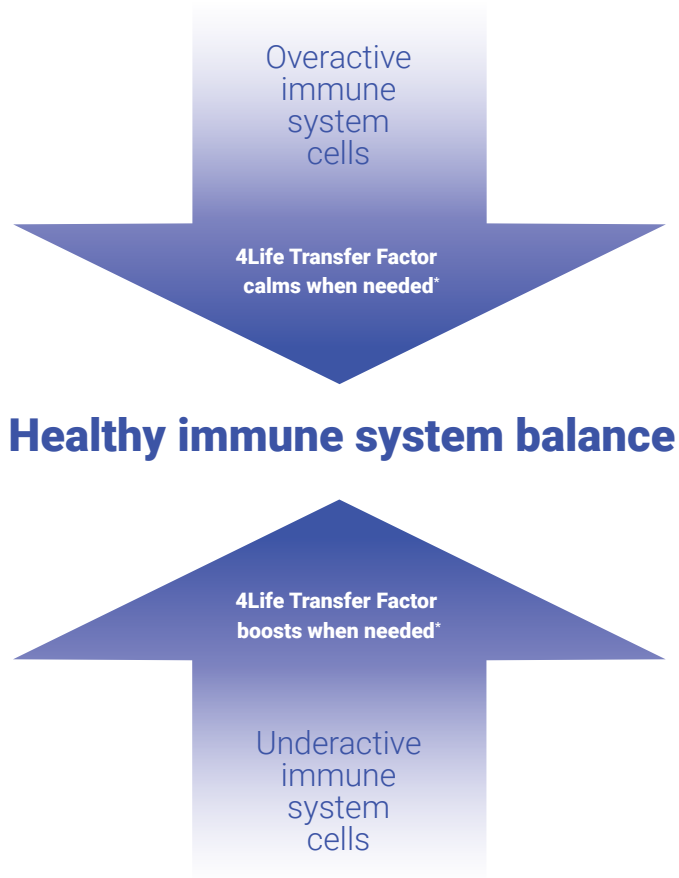 Overactive
immune
system
cells
4Life Transfer Factor
calms when needed*
Healthy immune system balance
4Life Transfer Factor
boosts when needed*
Underactive
immune
system
cells